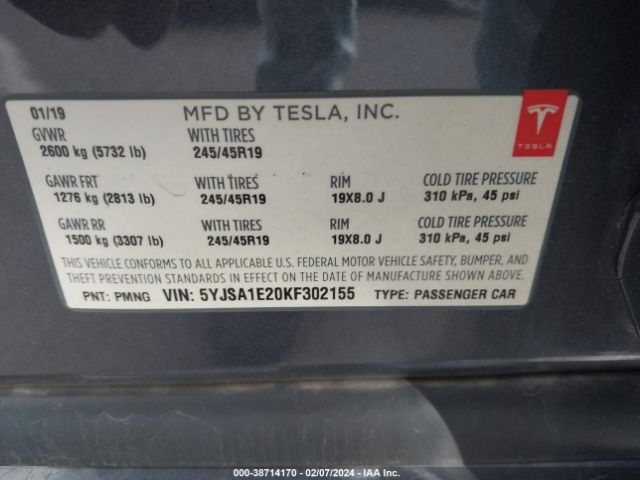 01/19 MFD BY TESLA, INC.
GVWR WITH TIRES
2600 kg (5732 lb) 245/45R19
TESLA
GAWR FRT WITH TIRES RIM COLD TIRE PRESSURE
1276 kg (2813 lb) 245/45R19 19X8.0 J 310 kPa, 45 psi
GAWR RR WITH TIRES RIM COLD TIRE PRESSURE
1500 kg (3307 lb) 245/45R19 19X8.0 J 310 kPa, 45 psi
THIS VEHICLE CONFORMS TO ALL APPLICABLE U.S. FEDERAL MOTOR VEHICLE SAFETY, BUMPER, AND
THEFT PREVENTION STANDARDS IN EFFECT ON THE DATE OF MANUFACTURE SHOWN ABOVE.
PNT: PMNG VIN: 5YJSA1E20KF302155 TYPE: PASSENGER CAR
000-38714170 - 02/07/2024 - IAA Inc.